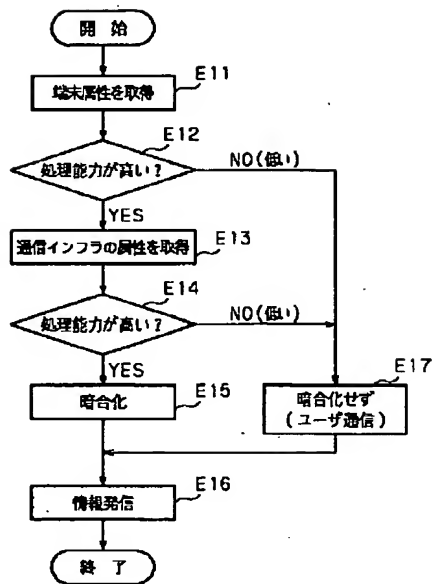 開始
E11
端末属性を取得
E12
処理能力が高い?
NO(低い)
YES
E13
通信インフラの属性を取得
E14
処理能力が高い?
NO(低い)
YES
E17
暗合化
E15
暗合化せず
(ユーザ通信)
E16
情報発信
終了